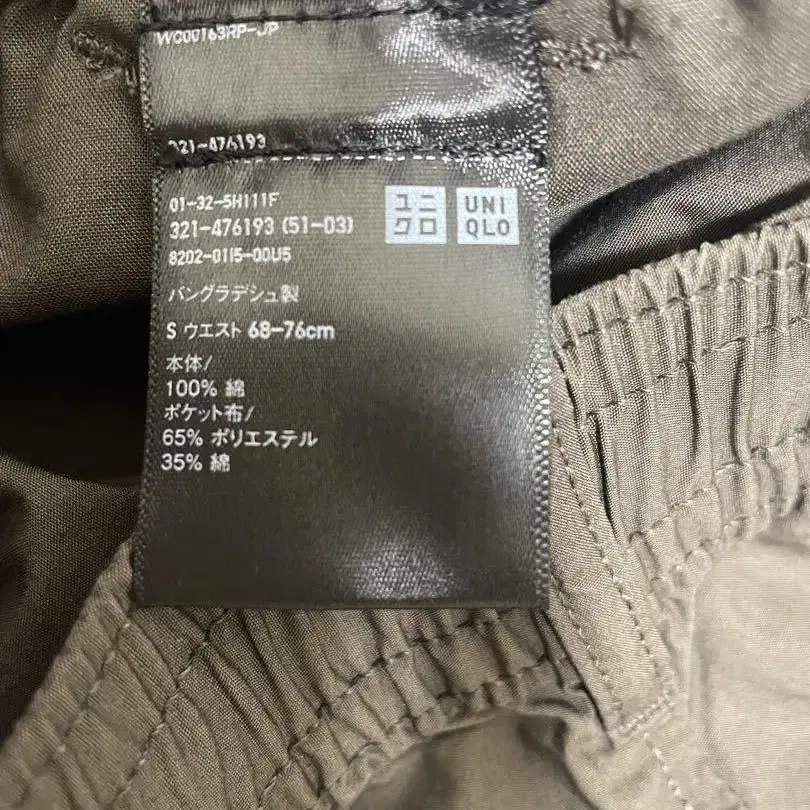 WC00163RP-JP
321-476193
01-32-5H111F
321-476193 (51-03)
8202-0115-00U5
ユニクロ
UNIQLO
バングラデシュ製
S ウエスト 68-76cm
本体/
100% 綿
ポケット布/
65% ポリエステル
35% 綿